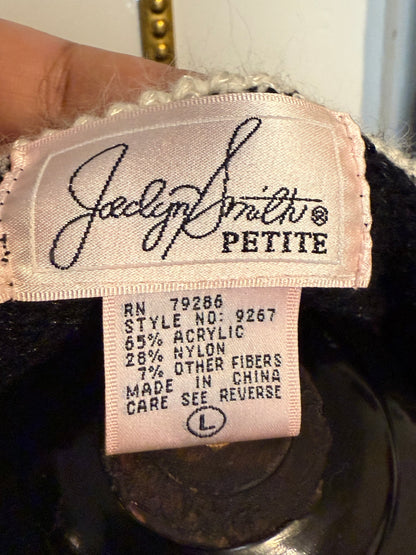 Jaclyn Smith®
PETITE
RN 79286
STYLE NO: 9267
65% ACRYLIC
28% NYLON
7% OTHER FIBERS
MADE IN CHINA
CARE SEE REVERSE
L